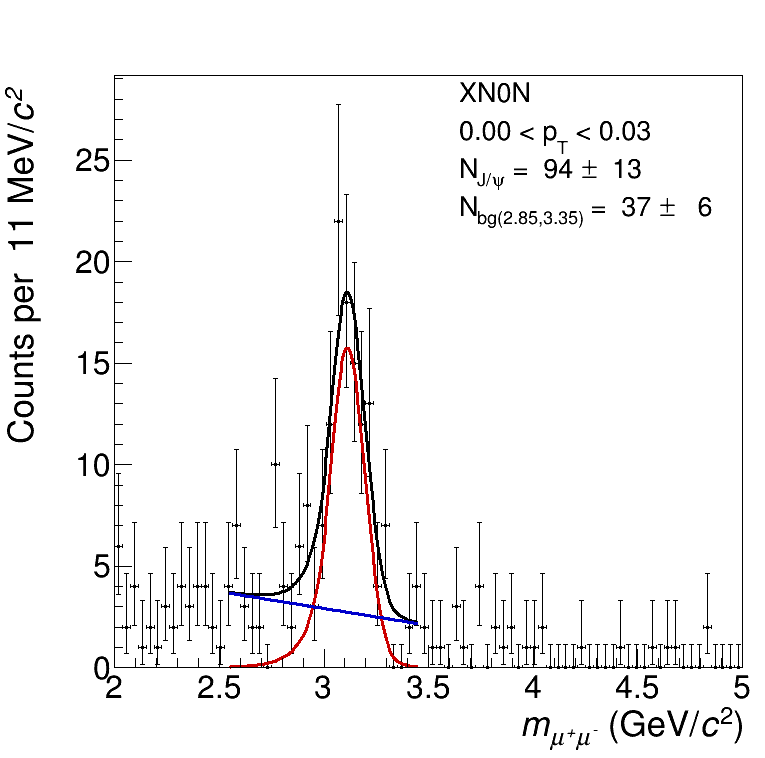 Counts per 11 MeV/c²
25
20
15
10
5
0
XN0N
0.00 < p_T < 0.03
N_J/ψ = 94 ± 13
N_bg(2.85,3.35) = 37 ± 6
2 2.5 3 3.5 4 4.5 5
m_μ⁺μ⁻ (GeV/c²)